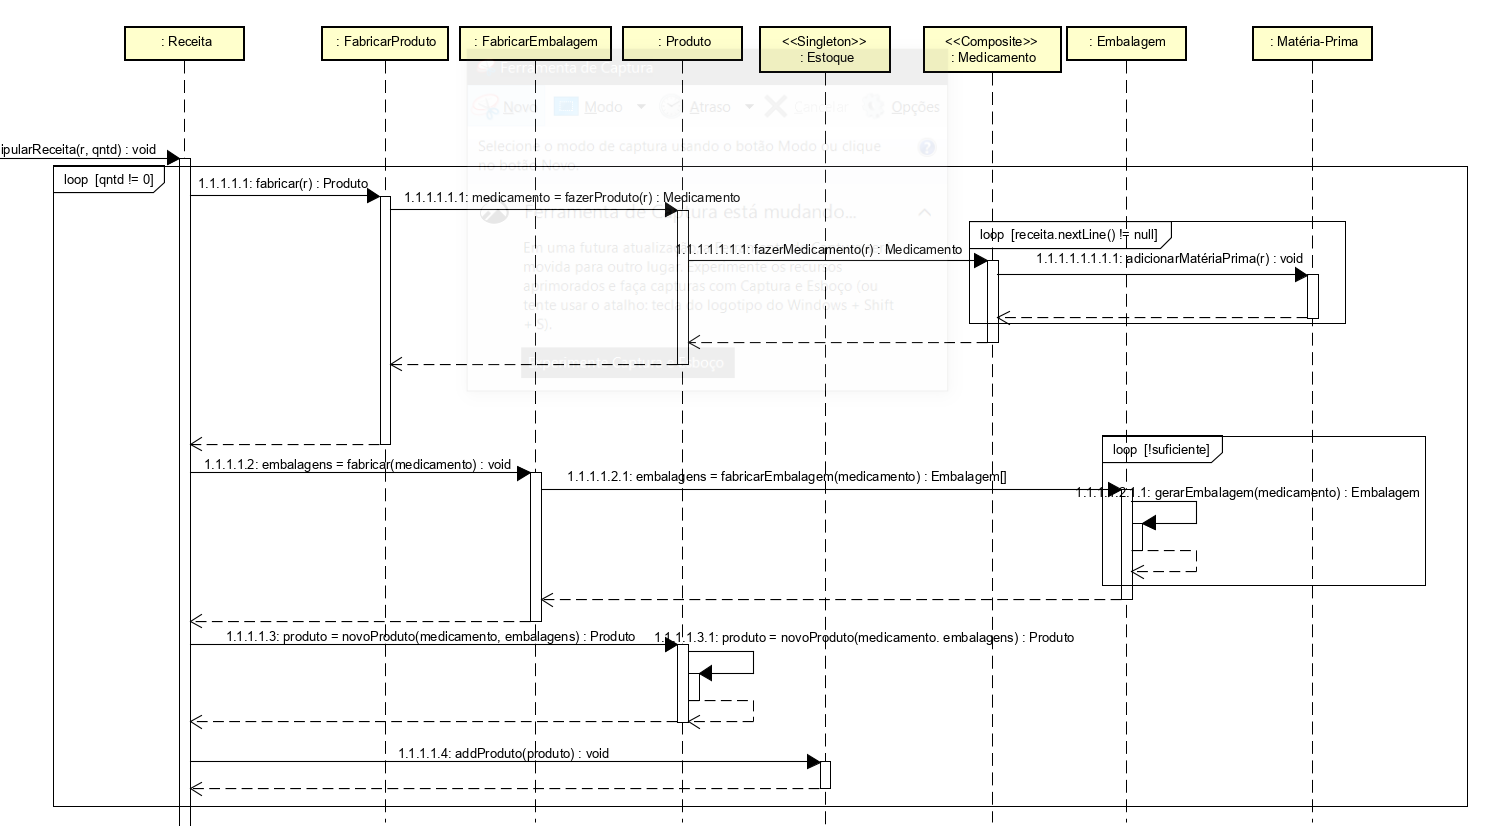 : Receita
: FabricarProduto
: FabricarEmbalagem
: Produto
<<Singleton>>
: Estoque
<<Composite>>
: Medicamento
: Embalagem
: Matéria-Prima
Ferramenta de Captura
Novo Modo Atraso Cancelar Opções
ipularReceita(r, qntd) : void
Selecione o modo de captura usando o botão Modo ou clique
no botão Novo.
loop [qntd != 0]
1.1.1.1.1: fabricar(r) : Produto
1.1.1.1.1.1: medicamento = fazerProduto(r) : Medicamento
Ferramenta de Captura está mudando...
loop [receita.nextLine() != null]
Em uma futura atualiza
1.1.1.1.1.1.1: fazerMedicamento(r) : Medicamento
1.1.1.1.1.1.1.1: adicionarMatériaPrima(r) : void
movida para outro lugar. Experimente os recursos
aprimorados e faça capturas com Captura e Esboço (ou
tente usar o atalho: tecla do logotipo do Windows + Shift
+ S).
Captura e Esboço
loop [!suficiente]
1.1.1.1.2: embalagens = fabricar(medicamento) : void
1.1.1.1.2.1: embalagens = fabricarEmbalagem(medicamento) : Embalagem[]
1.1.1.1.2.1.1: gerarEmbalagem(medicamento) : Embalagem
1.1.1.1.3: produto = novoProduto(medicamento, embalagens) : Produto
1.1.1.1.3.1: produto = novoProduto(medicamento. embalagens) : Produto
1.1.1.1.4: addProduto(produto) : void